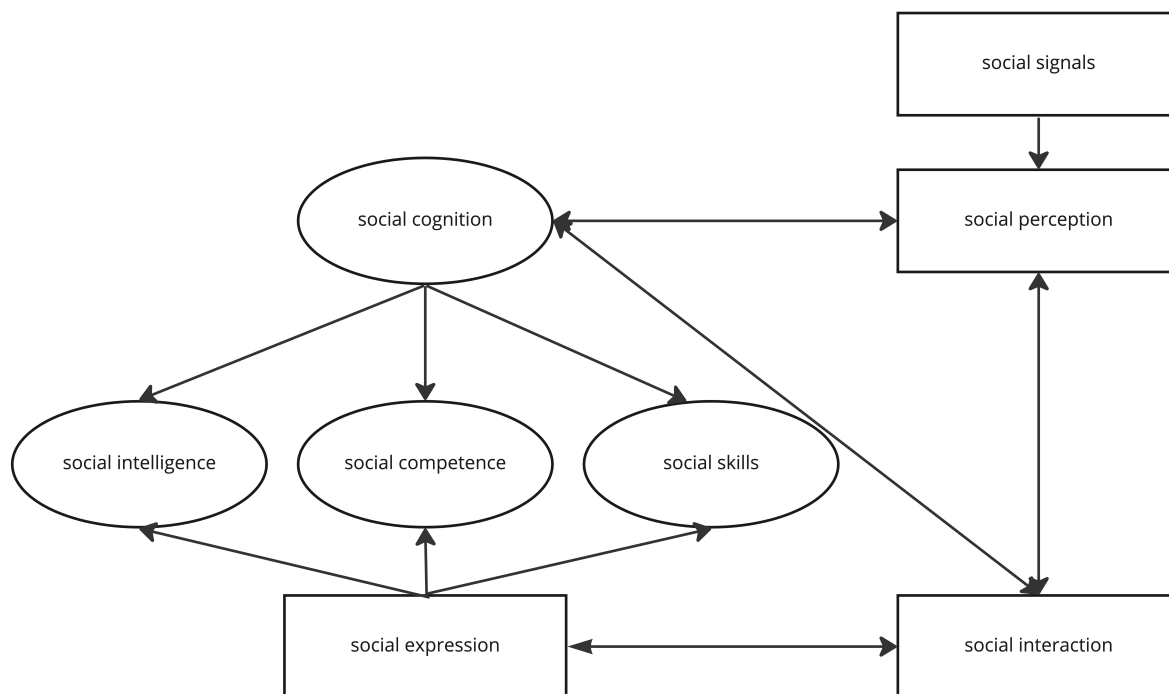 social signals
social cognition
social perception
social intelligence
social competence
social skills
social expression
social interaction